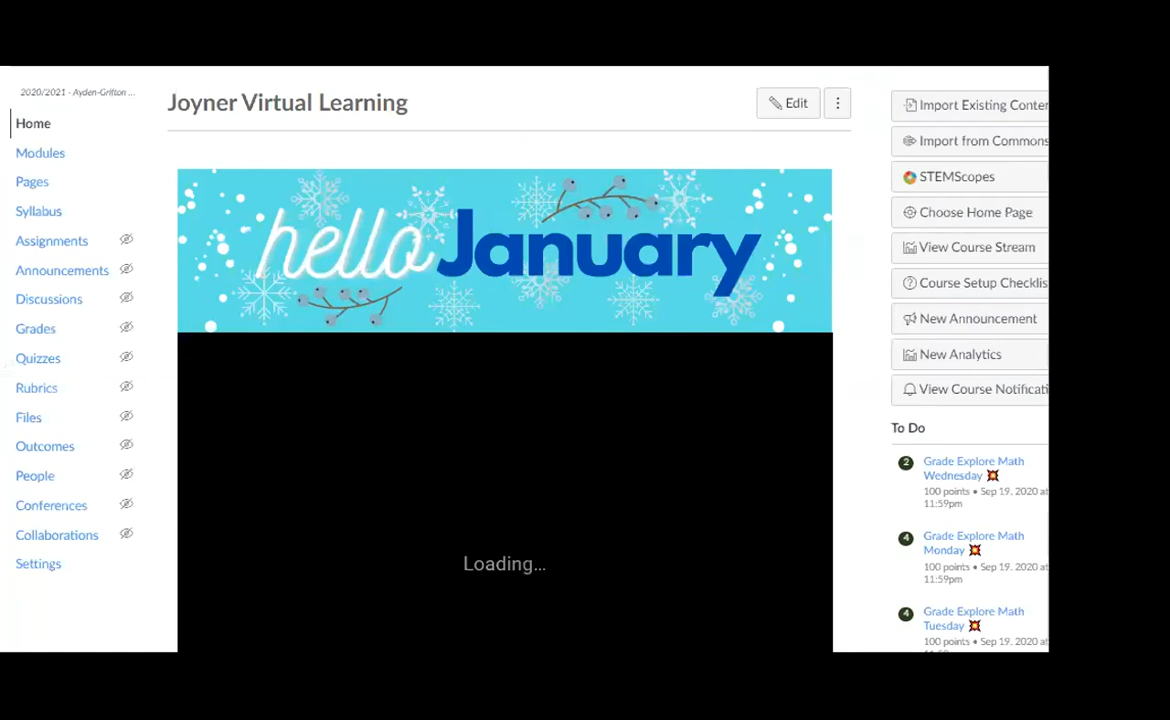 2020/2021 - Ayden-Grifton ...
Home
Modules
Pages
Syllabus
Assignments
Announcements
Discussions
Grades
Quizzes
Rubrics
Files
Outcomes
People
Conferences
Collaborations
Settings
Joyner Virtual Learning
Edit
hello January
Loading...
Import Existing Conter
Import from Commons
STEMScopes
Choose Home Page
View Course Stream
Course Setup Checklis
New Announcement
New Analytics
View Course Notificati
To Do
2
Grade Explore Math
Wednesday 💥
100 points • Sep 19, 2020 at
11:59pm
4
Grade Explore Math
Monday 💥
100 points • Sep 19, 2020 at
11:59pm
4
Grade Explore Math
Tuesday 💥
100 points • Sep 19, 2020 at